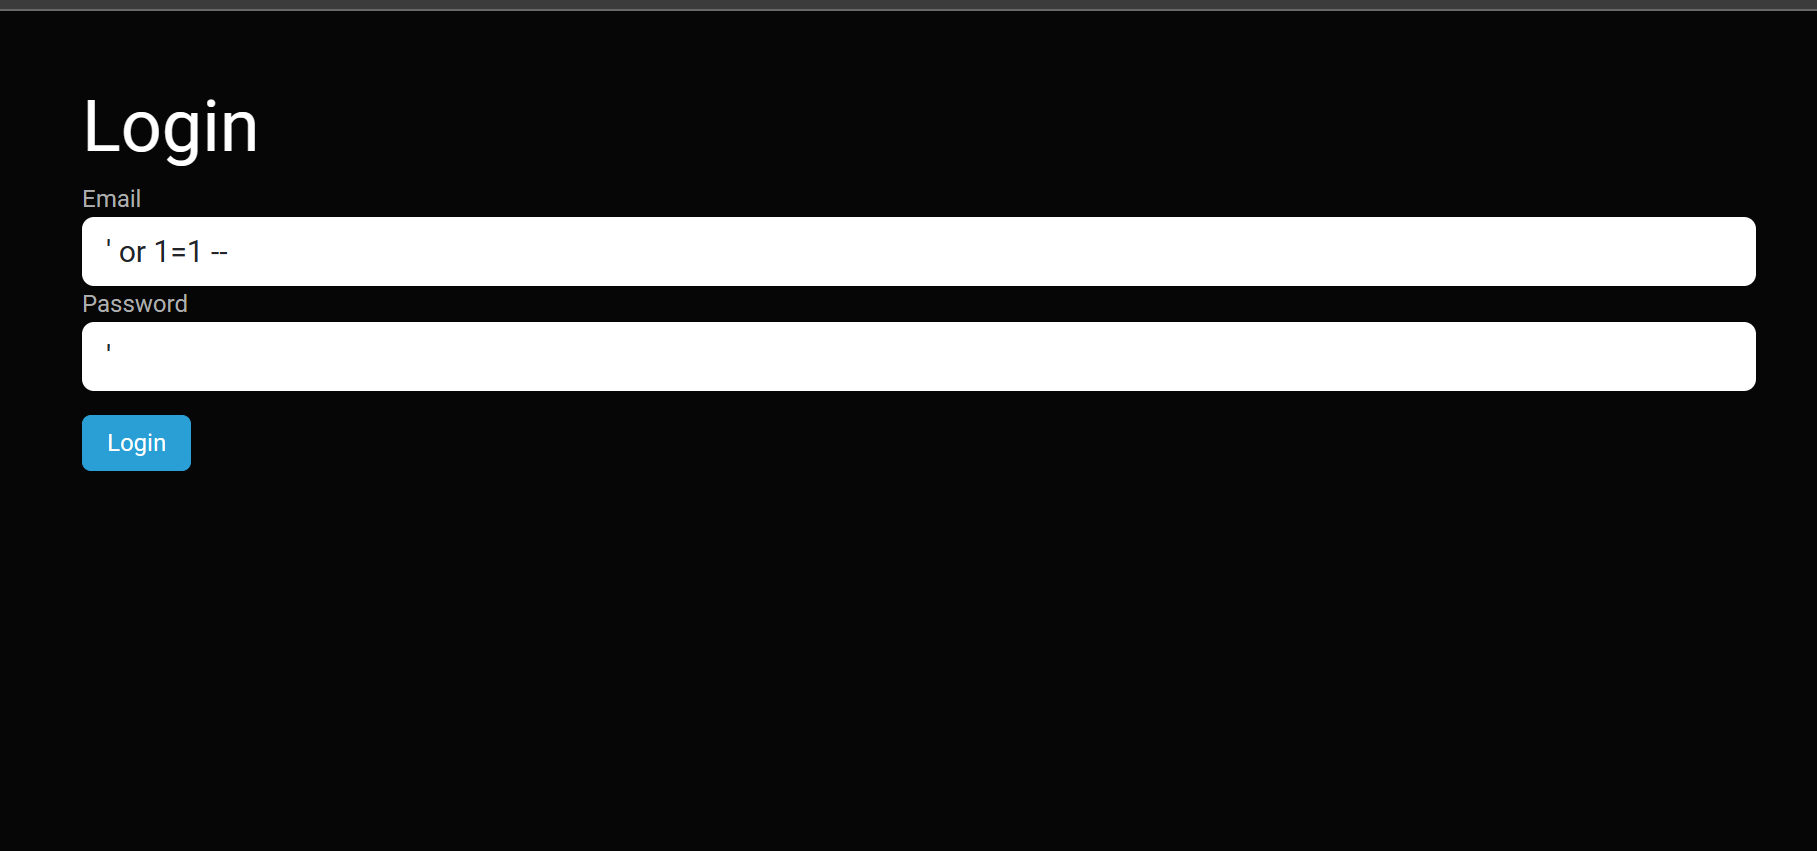 Login
Email
' or 1=1 --
Password
'
Login